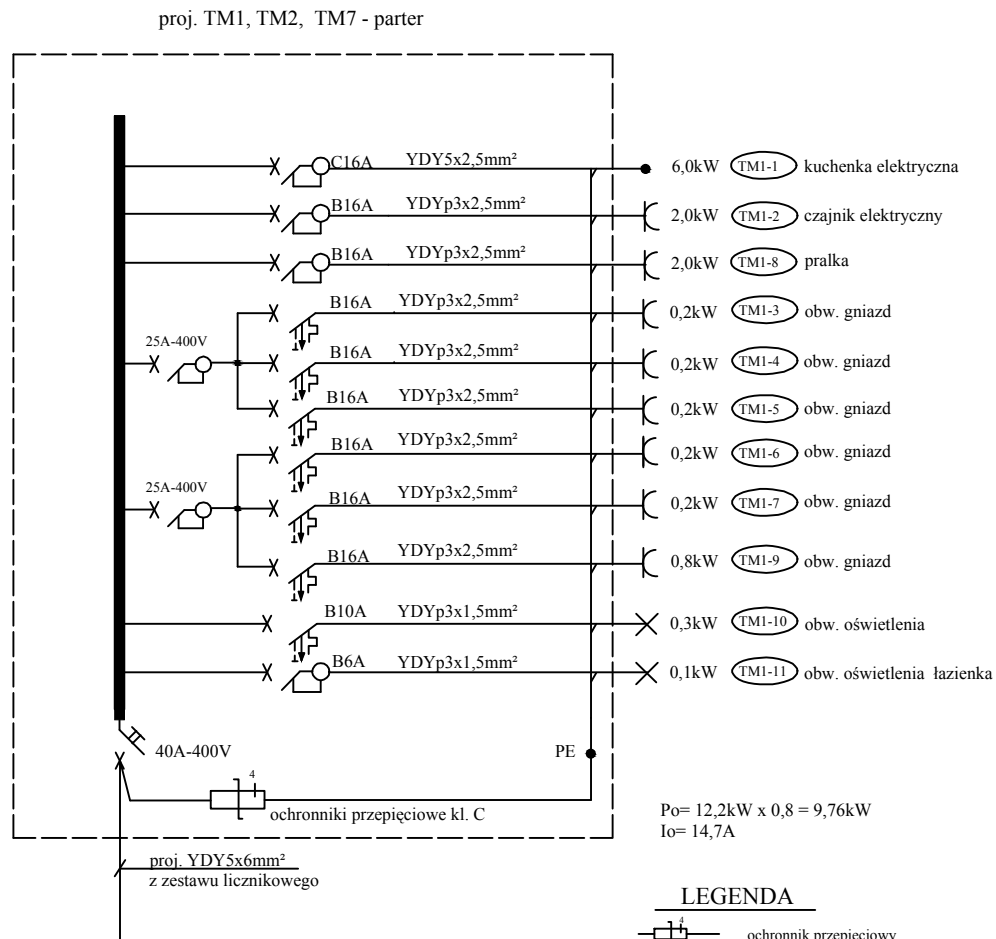 proj. TM1, TM2, TM7 - parter
C16A YDY5x2,5mm² 6,0kW TM1-1 kuchenka elektryczna
B16A YDYp3x2,5mm² 2,0kW TM1-2 czajnik elektryczny
B16A YDYp3x2,5mm² 2,0kW TM1-8 pralka
B16A YDYp3x2,5mm² 0,2kW TM1-3 obw. gniazd
25A-400V
B16A YDYp3x2,5mm² 0,2kW TM1-4 obw. gniazd
B16A YDYp3x2,5mm² 0,2kW TM1-5 obw. gniazd
B16A YDYp3x2,5mm² 0,2kW TM1-6 obw. gniazd
25A-400V
B16A YDYp3x2,5mm² 0,2kW TM1-7 obw. gniazd
B16A YDYp3x2,5mm² 0,8kW TM1-9 obw. gniazd
B10A YDYp3x1,5mm² 0,3kW TM1-10 obw. oświetlenia
B6A YDYp3x1,5mm² 0,1kW TM1-11 obw. oświetlenia łazienka
40A-400V
PE
4
ochronniki przepięciowe kl. C
Po= 12,2kW x 0,8 = 9,76kW
Io= 14,7A
proj. YDY5x6mm²
z zestawu licznikowego
LEGENDA
4
ochronnik przepięciowy